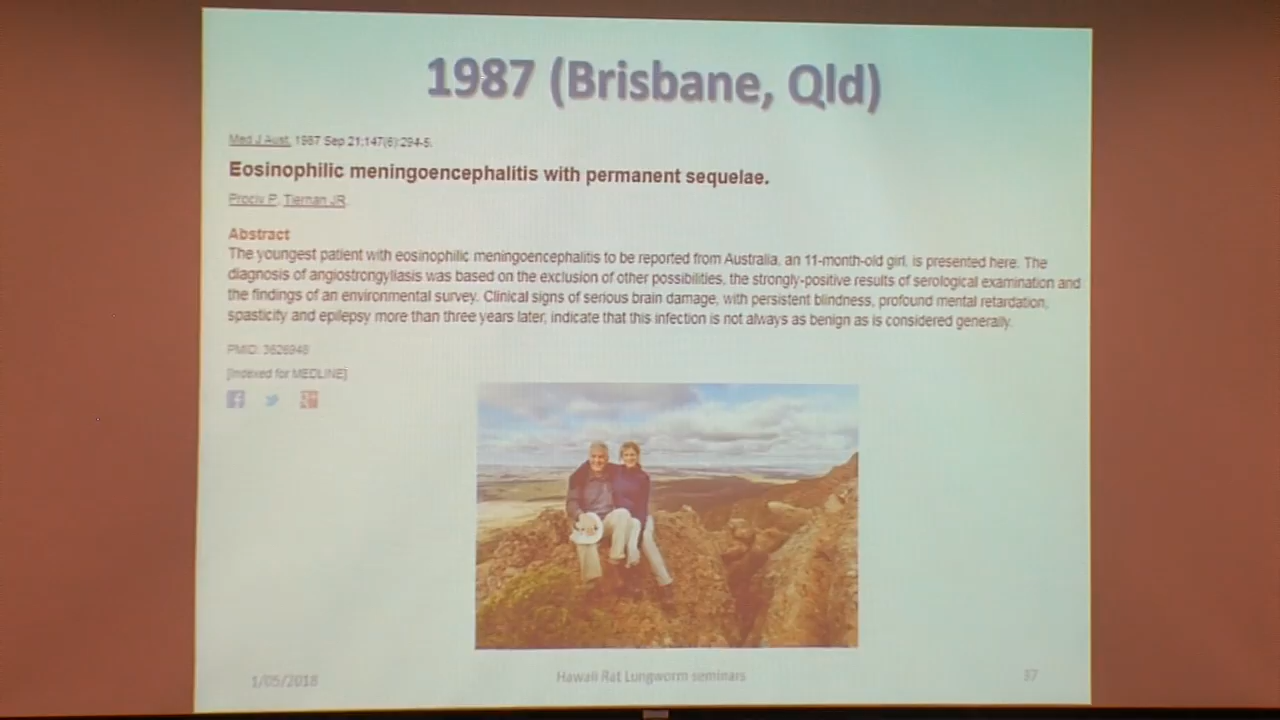 1987 (Brisbane, Qld)
Med J Aust. 1987 Sep 21;147(6):294-5.
Eosinophilic meningoencephalitis with permanent sequelae.
Prociv P, Tiernan JR.
Abstract
The youngest patient with eosinophilic meningoencephalitis to be reported from Australia, an 11-month-old girl, is presented here. The
diagnosis of angiostrongyliasis was based on the exclusion of other possibilities, the strongly-positive results of serological examination and
the findings of an environmental survey. Clinical signs of serious brain damage, with persistent blindness, profound mental retardation,
spasticity and epilepsy more than three years later, indicate that this infection is not always as benign as is considered generally.
PMID: 3626948
[Indexed for MEDLINE]
1/05/2018
Hawaii Rat Lungworm seminars
37